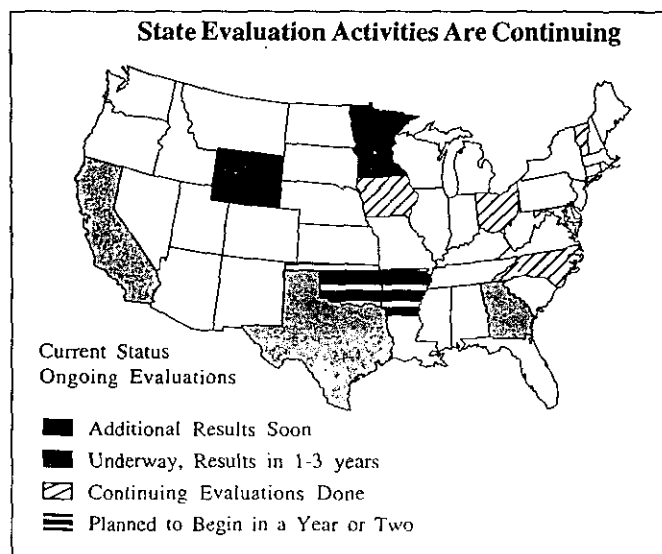 State Evaluation Activities Are Continuing
Current Status
Ongoing Evaluations
Additional Results Soon
Underway, Results in 1-3 years
Continuing Evaluations Done
Planned to Begin in a Year or Two